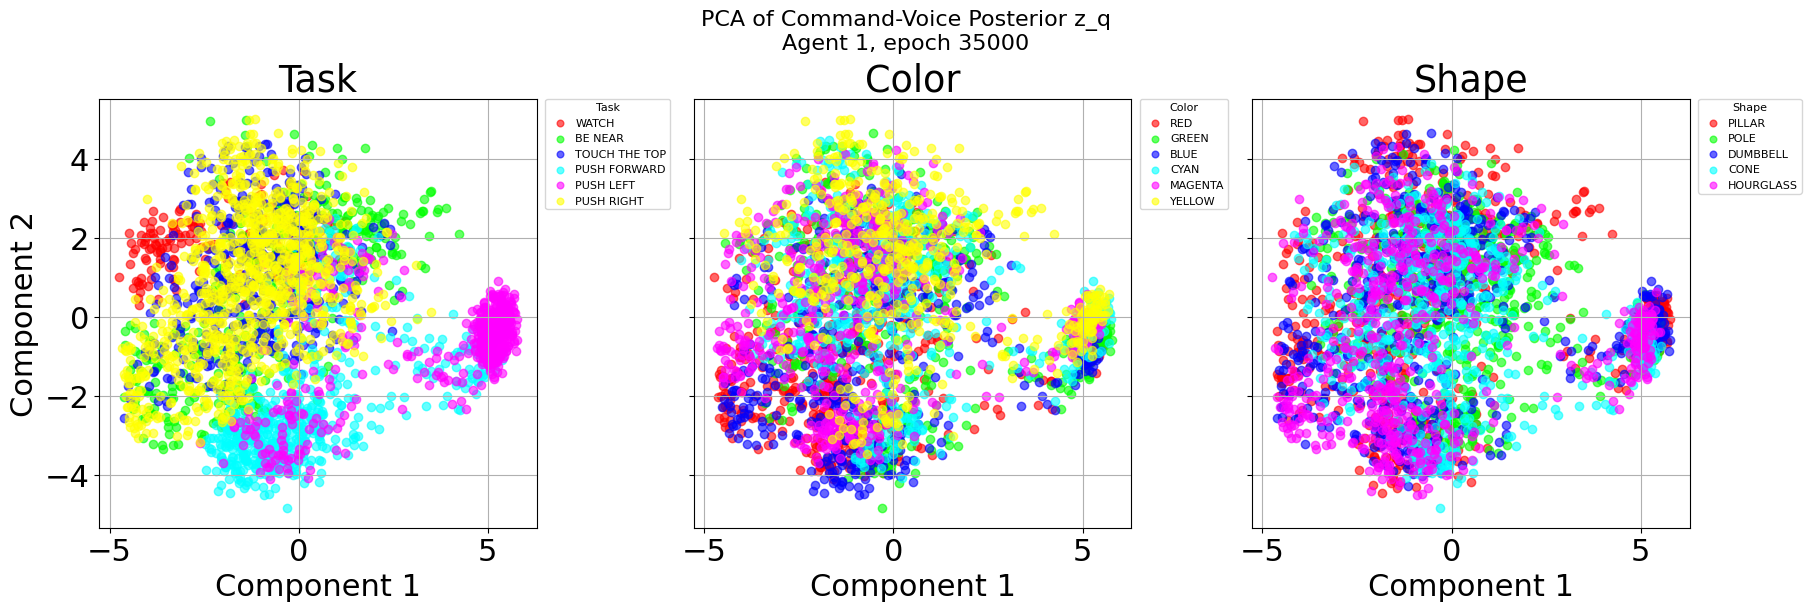 PCA of Command-Voice Posterior z_q
Agent 1, epoch 35000
Task
Component 2
4
2
0
−2
−4
−5
0
5
Component 1
Task
WATCH
BE NEAR
TOUCH THE TOP
PUSH FORWARD
PUSH LEFT
PUSH RIGHT
Color
−5
0
5
Component 1
Color
RED
GREEN
BLUE
CYAN
MAGENTA
YELLOW
Shape
−5
0
5
Component 1
Shape
PILLAR
POLE
DUMBBELL
CONE
HOURGLASS